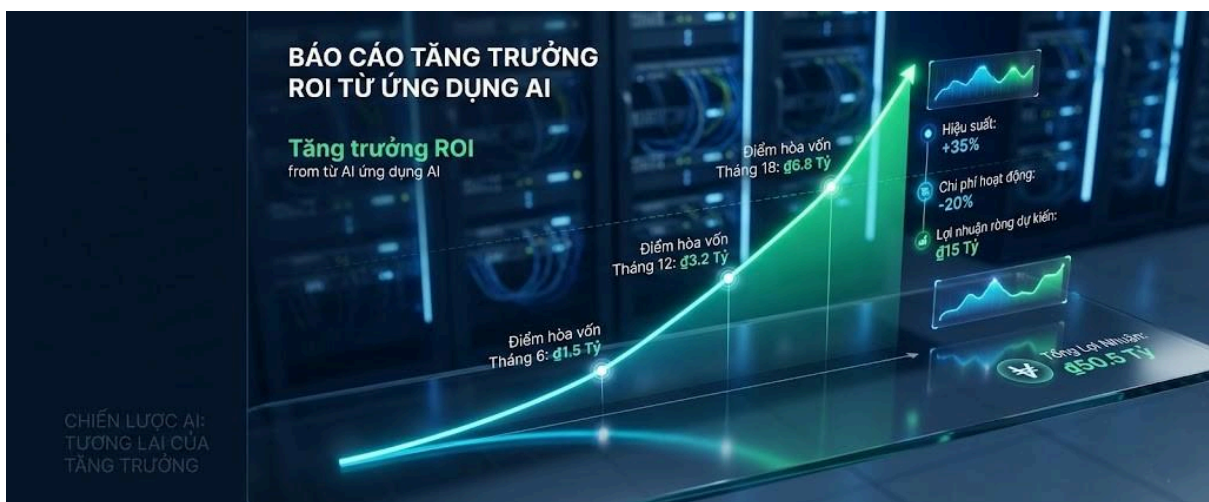 BÁO CÁO TĂNG TRƯỞNG
ROI TỪ ỨNG DỤNG AI
Tăng trưởng ROI
from từ AI ứng dụng AI
Điểm hòa vốn
Tháng 18: ₫6.8 Tỷ
Điểm hòa vốn
Tháng 12: ₫3.2 Tỷ
Điểm hòa vốn
Tháng 6: ₫1.5 Tỷ
Hiệu suất:
+35%
Chi phí hoạt động:
-20%
Lợi nhuận ròng dự kiến:
₫15 Tỷ
Tổng Lợi Nhuận:
₫50.5 Tỷ
CHIẾN LƯỢC AI:
TƯƠNG LAI CỦA
TĂNG TRƯỞNG